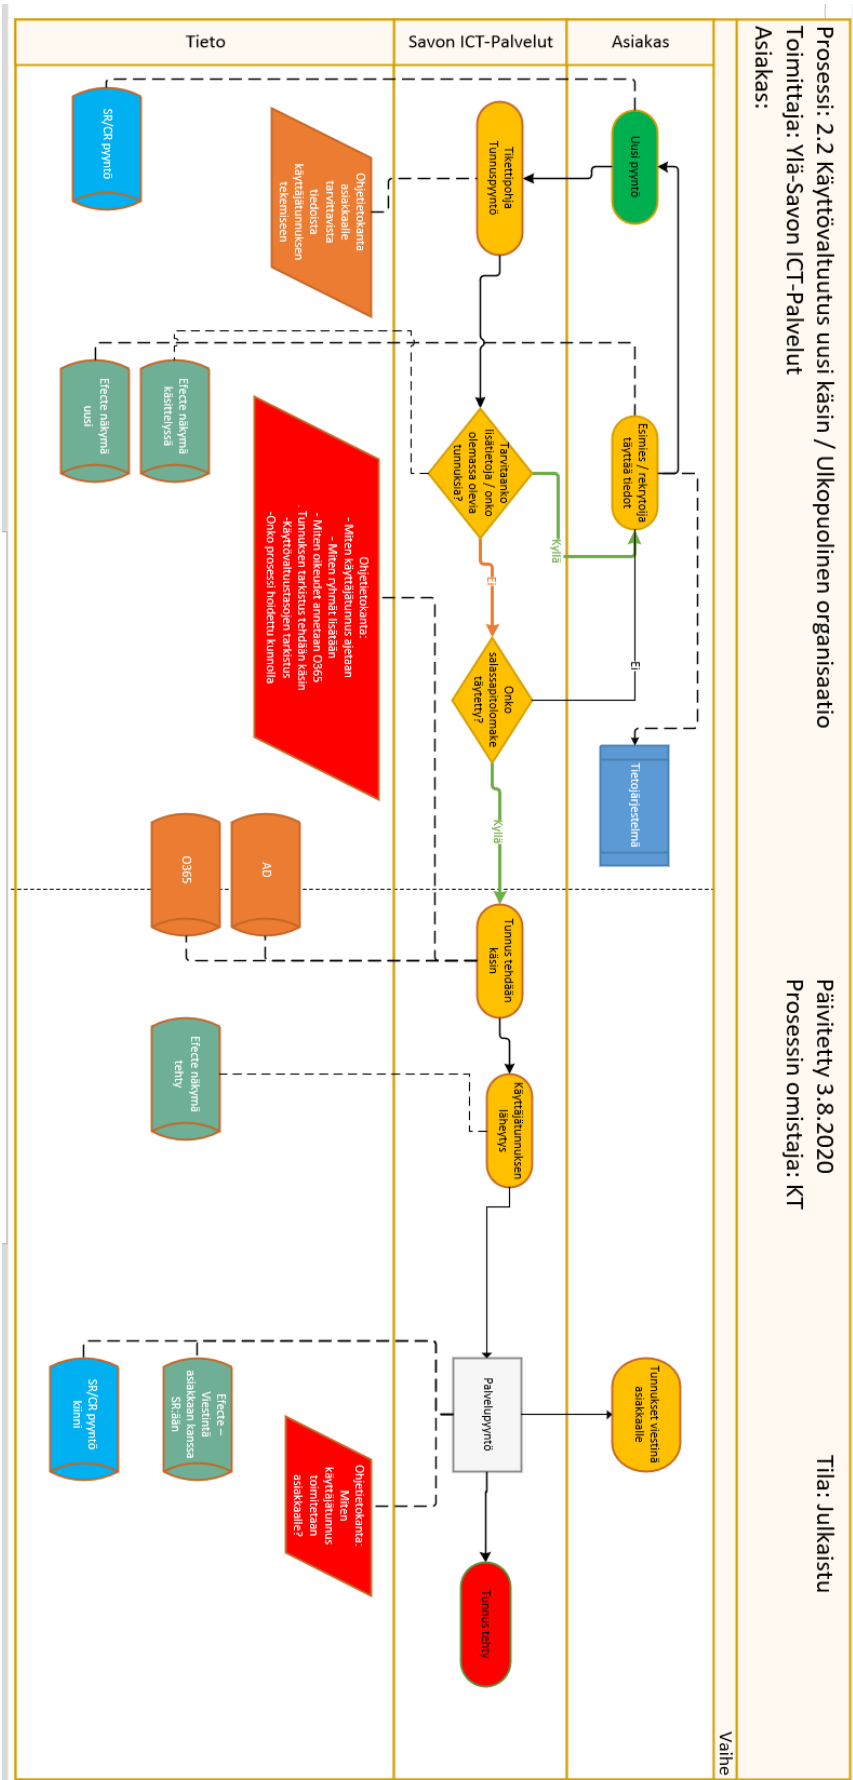 Prosessi: 2.2 Käyttövaltuutus uusi käsin / Ulkopuolinen organisaatio
Toimittaja: Ylä-Savon ICT-Palvelut
Asiakas:
Päivitetty 3.8.2020
Prosessin omistaja: KT
Tila: Julkaistu
Vaihe
Asiakas
Uusi pyyntö
Esimies / rekrytoija
täyttää tiedot
Tietojärjestelmä
Tunnukset viestinä
asiakkaalle
Savon ICT-Palvelut
Tikettipohja
Tunnuspyyntö
Tarvitaanko
lisätietoja / onko
olemassa olevia
tunnuksia?
Kyllä
Ei
Onko
salassapitolomake
täytetty?
Ei
Kyllä
Tunnus tehdään
käsin
Käyttäjätunnuksen
läheytys
Palvelupyyntö
Tunnus tehty
Tieto
SR/CR pyyntö
Ohjetietokanta
asiakkaalle
tarvittavista
tiedoista
käyttäjätunnuksen
tekemiseen
Efecte näkymä
käsittelyssä
Efecte näkymä
uusi
Ohjetietokanta:
- Miten käyttäjätunnus ajetaan
- Miten ryhmät lisätään
- Miten oikeudet annetaan O365
. Tunnuksen tarkistus tehdään käsin
-Käyttövaltuustasojen tarkistus
-Onko prosessi hoidettu kunnolla
AD
O365
Efecte näkymä
tehty
Ohjetietokanta:
Miten
käyttäjätunnus
toimitetaan
asiakkaalle?
Efecte –
Viestintä
asiakkaan kanssa
SR:ään
SR/CR pyyntö
kiinni